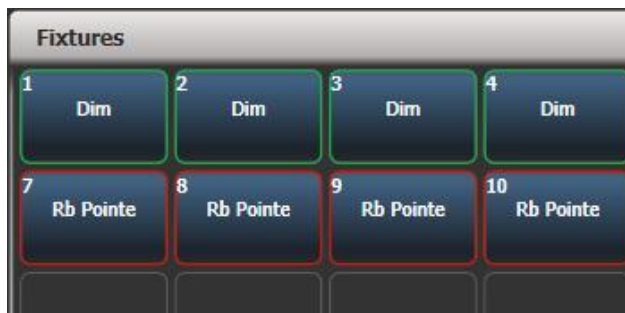 Fixtures
1 2 3 4
Dim Dim Dim Dim
7 8 9 10
Rb Pointe Rb Pointe Rb Pointe Rb Pointe